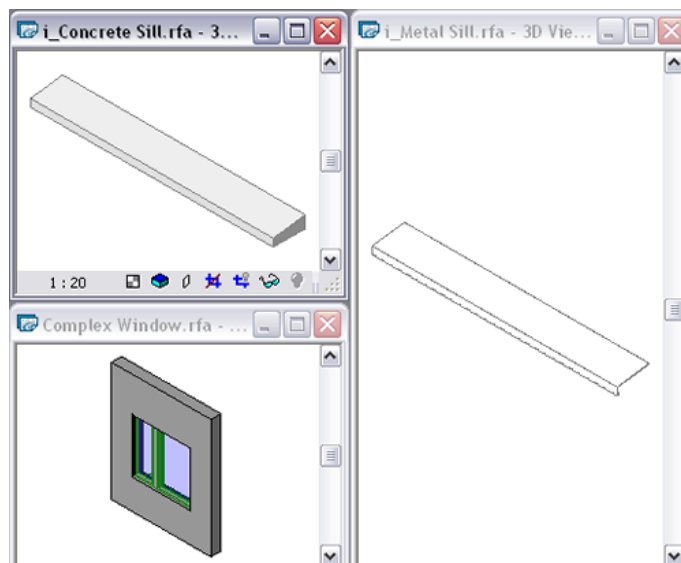 i_Concrete Sill.rfa - 3...
i_Metal Sill.rfa - 3D Vie...
1 : 20
Complex Window.rfa - ...